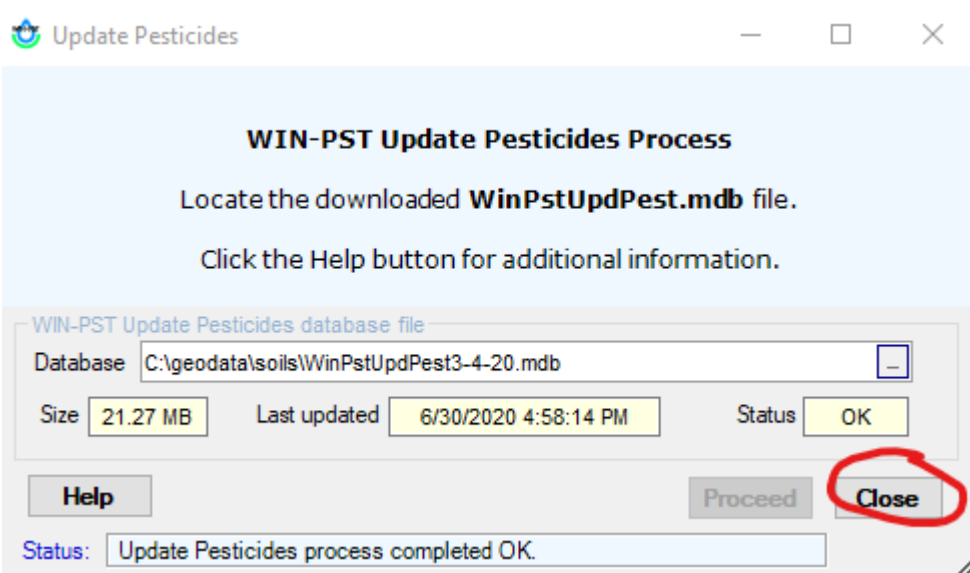 Update Pesticides
WIN-PST Update Pesticides Process
Locate the downloaded WinPstUpdPest.mdb file.
Click the Help button for additional information.
WIN-PST Update Pesticides database file
Database C:\geodata\soils\WinPstUpdPest3-4-20.mdb ...
Size 21.27 MB Last updated 6/30/2020 4:58:14 PM Status OK
Help Proceed Close
Status: Update Pesticides process completed OK.